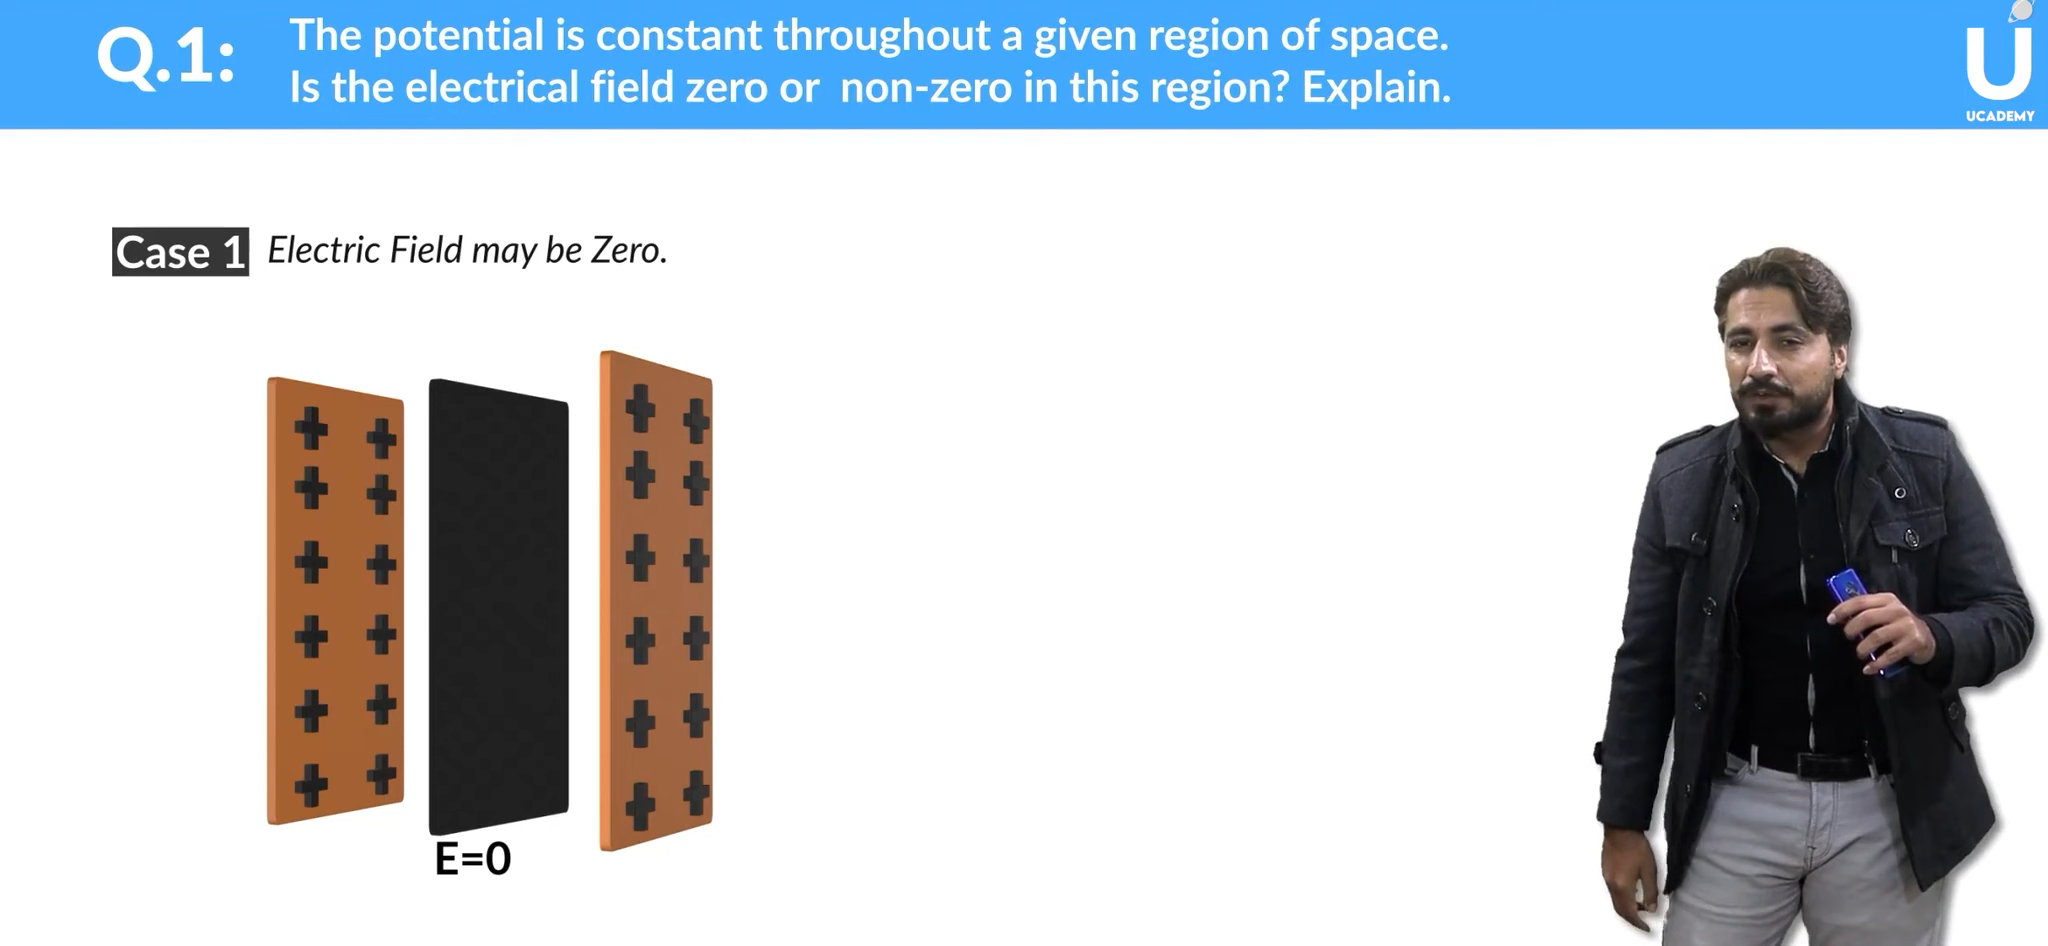 Q.1:
The potential is constant throughout a given region of space.
Is the electrical field zero or non-zero in this region? Explain.
U
UCADEMY
Case 1 Electric Field may be Zero.
E=0